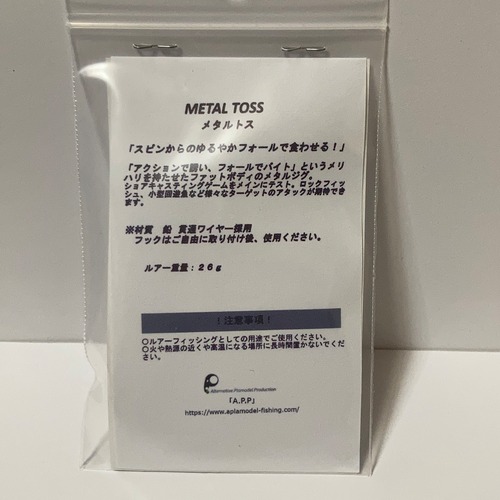 METAL TOSS
メタルトス
「スピンからのゆるやかフォールで食わせる！」
「アクションで誘い、フォールでバイト」というメリ
ハリを持たせたファットボディのメタルジグ。
ショアキャスティングゲームをメインにテスト。ロックフィッ
シュ、小型回遊魚など様々なターゲットのアタックが期待でき
ます。
※材質 鉛 貫通ワイヤー採用
フックはご自由に取り付け後、使用ください。
ルアー重量：２６ｇ
！注意事項！
○ルアーフィッシングとしての用途でご使用ください。
○火や熱源の近くや高温になる場所に長時間置かないでくだ
さい。
Alternative Plamodel Production
「A.P.P」
https://www.aplamodel-fishing.com/